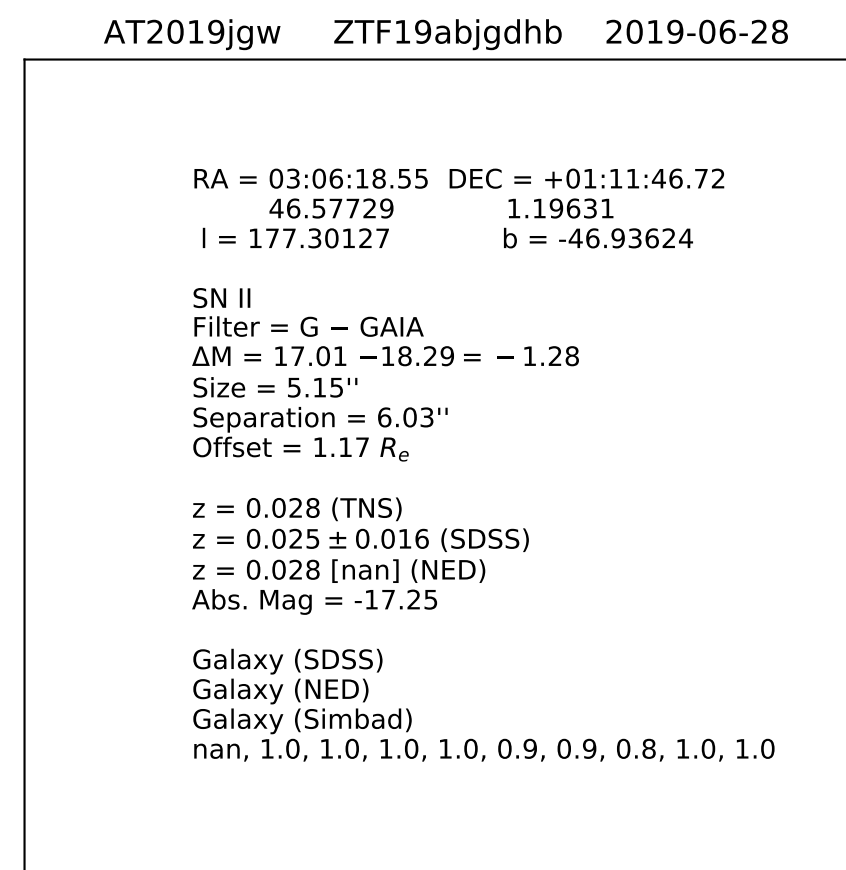 AT2019jgw ZTF19abjgdhb 2019-06-28
RA = 03:06:18.55 DEC = +01:11:46.72
46.57729 1.19631
l = 177.30127 b = -46.93624
SN II
Filter = G − GAIA
ΔM = 17.01 −18.29 = − 1.28
Size = 5.15''
Separation = 6.03''
Offset = 1.17 Re
z = 0.028 (TNS)
z = 0.025 ± 0.016 (SDSS)
z = 0.028 [nan] (NED)
Abs. Mag = -17.25
Galaxy (SDSS)
Galaxy (NED)
Galaxy (Simbad)
nan, 1.0, 1.0, 1.0, 1.0, 0.9, 0.9, 0.8, 1.0, 1.0